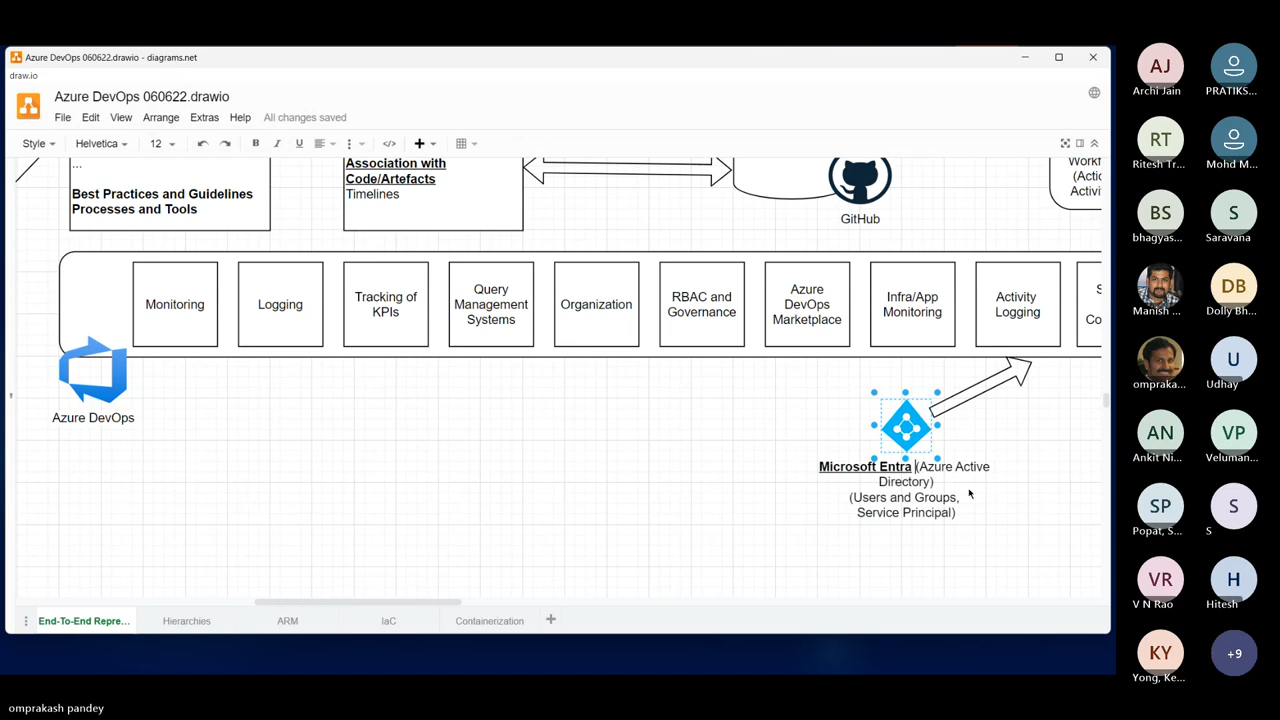 Azure DevOps 060622.drawio - diagrams.net
draw.io
Azure DevOps 060622.drawio
File Edit View Arrange Extras Help All changes saved
Style Helvetica 12 B I U
...
Best Practices and Guidelines
Processes and Tools
Association with
Code/Artefacts
Timelines
GitHub
Workf
(Actio
Activi
Monitoring
Logging
Tracking of
KPIs
Query
Management
Systems
Organization
RBAC and
Governance
Azure
DevOps
Marketplace
Infra/App
Monitoring
Activity
Logging
S
Co
Azure DevOps
Microsoft Entra (Azure Active
Directory)
(Users and Groups,
Service Principal)
End-To-End Repre... Hierarchies ARM IaC Containerization
AJ
Archi Jain
PRATIKS...
RT
Ritesh Tr...
Mohd M...
BS
bhagyas...
S
Saravana
Manish ...
DB
Dolly Bh...
ompraka...
U
Udhay
AN
Ankit Ni...
VP
Veluman...
SP
Popat, S...
S
S
VR
V N Rao
H
Hitesh
KY
Yong, Ke...
+9
omprakash pandey